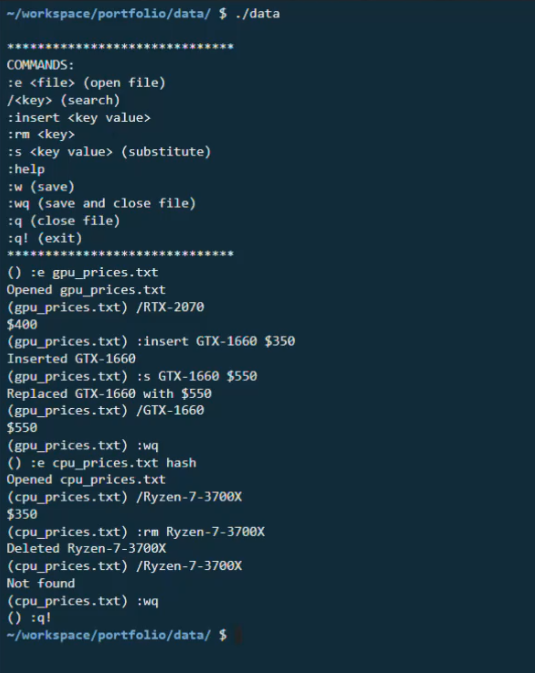 ~/workspace/portfolio/data/ $ ./data
******************************
COMMANDS:
:e <file> (open file)
/<key> (search)
:insert <key value>
:rm <key>
:s <key value> (substitute)
:help
:w (save)
:wq (save and close file)
:q (close file)
:q! (exit)
******************************
() :e gpu_prices.txt
Opened gpu_prices.txt
(gpu_prices.txt) /RTX-2070
$400
(gpu_prices.txt) :insert GTX-1660 $350
Inserted GTX-1660
(gpu_prices.txt) :s GTX-1660 $550
Replaced GTX-1660 with $550
(gpu_prices.txt) /GTX-1660
$550
(gpu_prices.txt) :wq
() :e cpu_prices.txt hash
Opened cpu_prices.txt
(cpu_prices.txt) /Ryzen-7-3700X
$350
(cpu_prices.txt) :rm Ryzen-7-3700X
Deleted Ryzen-7-3700X
(cpu_prices.txt) /Ryzen-7-3700X
Not found
(cpu_prices.txt) :wq
() :q!
~/workspace/portfolio/data/ $